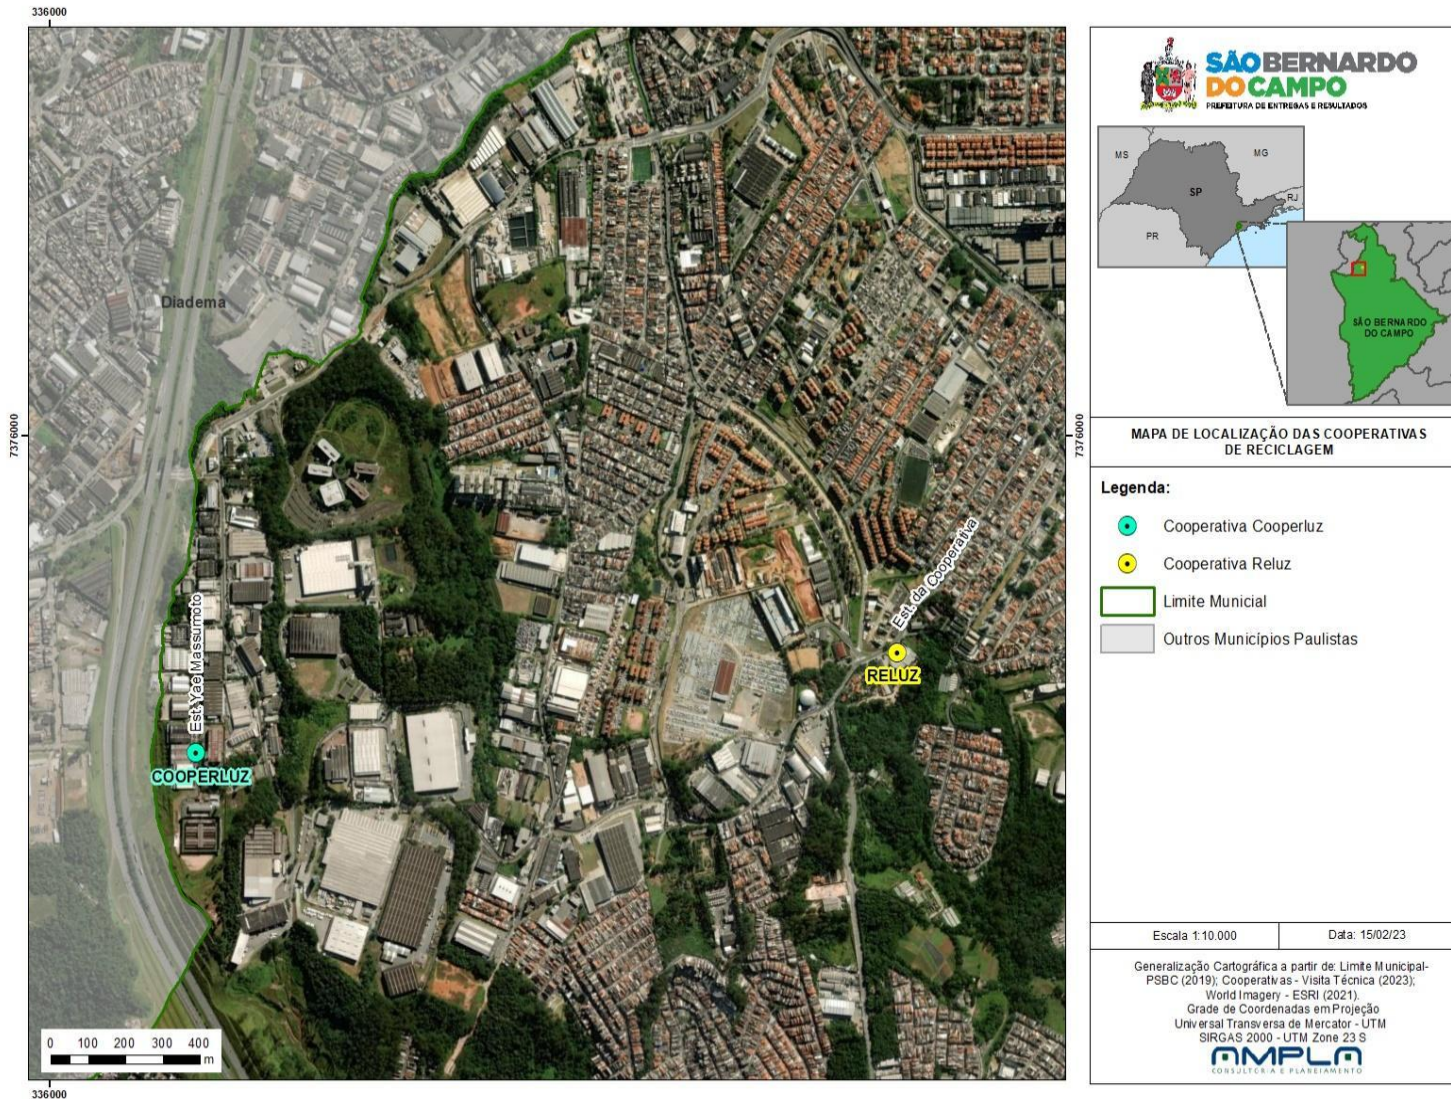 336000
SÃO BERNARDO
DO CAMPO
PREFEITURA DE ENTREGAS E RESULTADOS
MS
MG
SP
RJ
PR
SÃO BERNARDO
DO CAMPO
Diadema
7376000
7376000
MAPA DE LOCALIZAÇÃO DAS COOPERATIVAS
DE RECICLAGEM
Legenda:
Cooperativa Cooperluz
Cooperativa Reluz
Limite Municial
Outros Municípios Paulistas
Est. da Cooperativa
RELUZ
Est. Yae Massumoto
COOPERLUZ
Escala 1:10.000
Data: 15/02/23
Generalização Cartográfica a partir de: Limite Municipal-
PSBC (2019); Cooperativas - Visita Técnica (2023);
World Imagery - ESRI (2021).
Grade de Coordenadas em Projeção
Universal Transversa de Mercator - UTM
SIRGAS 2000 - UTM Zone 23 S
AMPLA
CONSULTORIA E PLANEJAMENTO
0 100 200 300 400
m
336000